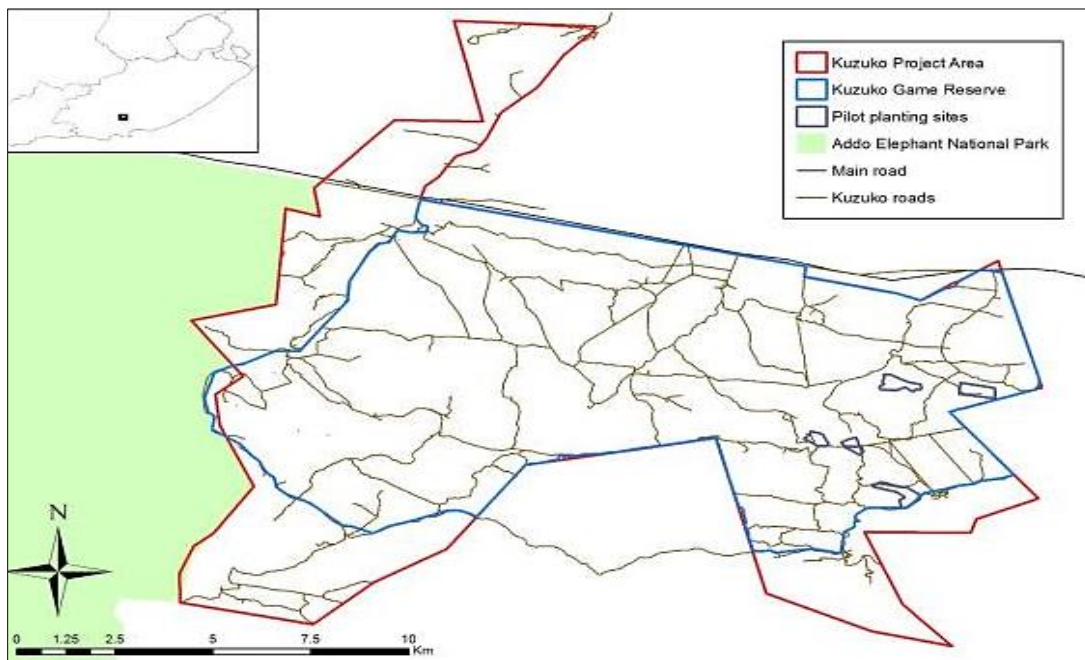 Kuzuko Project Area
Kuzuko Game Reserve
Pilot planting sites
Addo Elephant National Park
Main road
Kuzuko roads
N
0 1.25 2.5 5 7.5 10
Km